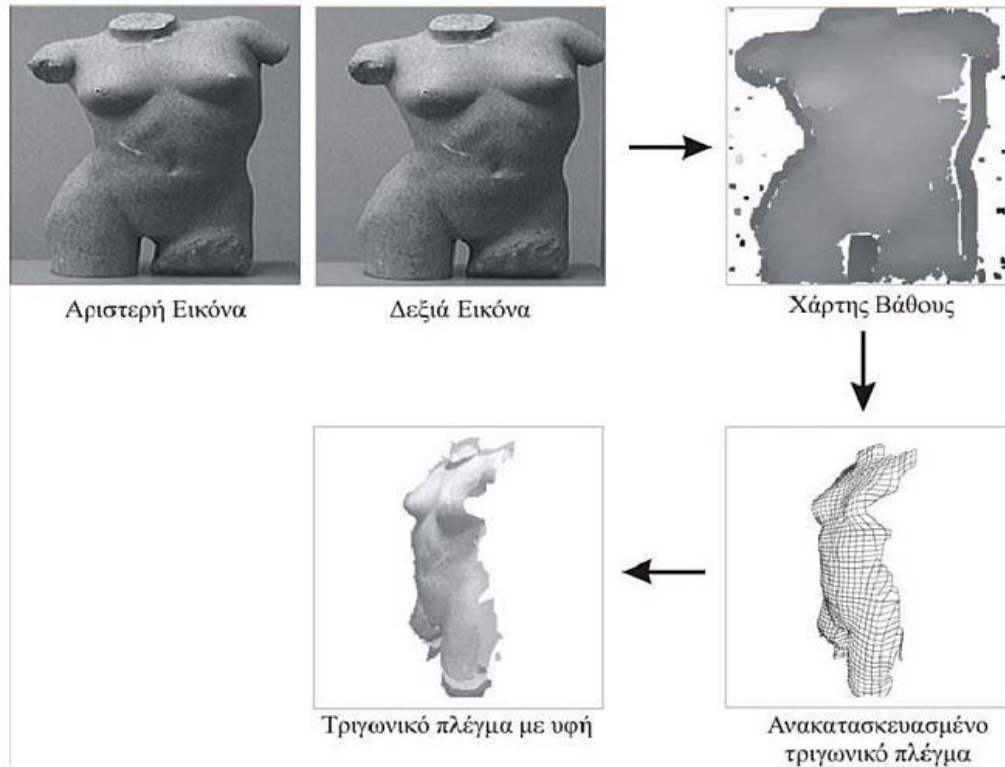 Αριστερή Εικόνα
Δεξιά Εικόνα
Χάρτης Βάθους
Τριγωνικό πλέγμα με υφή
Ανακατασκευασμένο
τριγωνικό πλέγμα